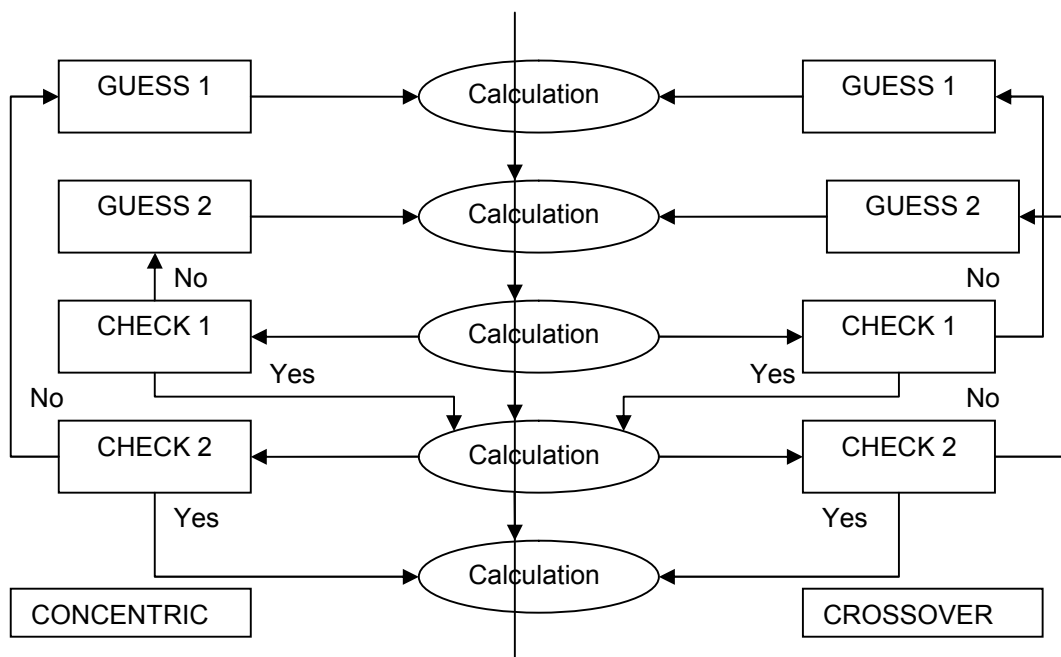 GUESS 1
Calculation
GUESS 1
GUESS 2
Calculation
GUESS 2
No
No
CHECK 1
Calculation
CHECK 1
Yes
Yes
No
No
CHECK 2
Calculation
CHECK 2
Yes
Yes
Calculation
CONCENTRIC
CROSSOVER